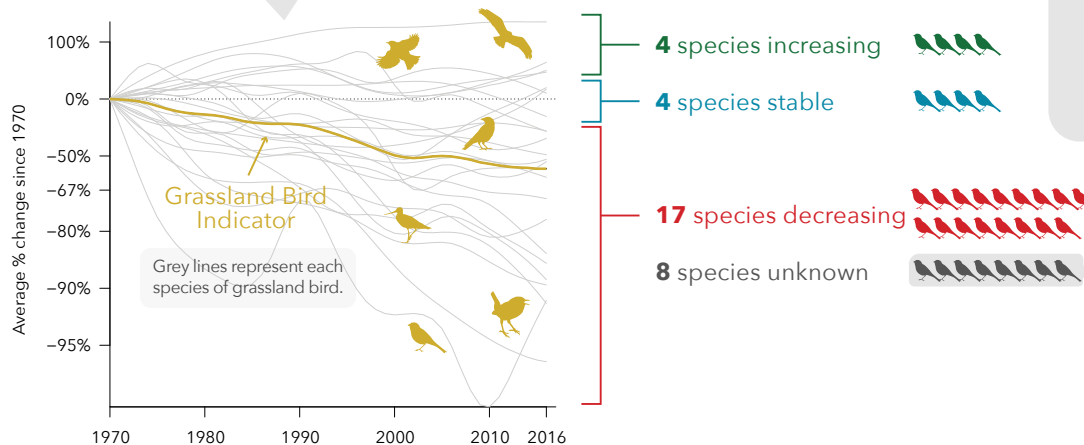 Average % change since 1970
100%
0%
−50%
−67%
−80%
−90%
−95%
1970
1980
1990
2000
2010
2016
Grassland Bird
Indicator
Grey lines represent each
species of grassland bird.
4 species increasing
4 species stable
17 species decreasing
8 species unknown